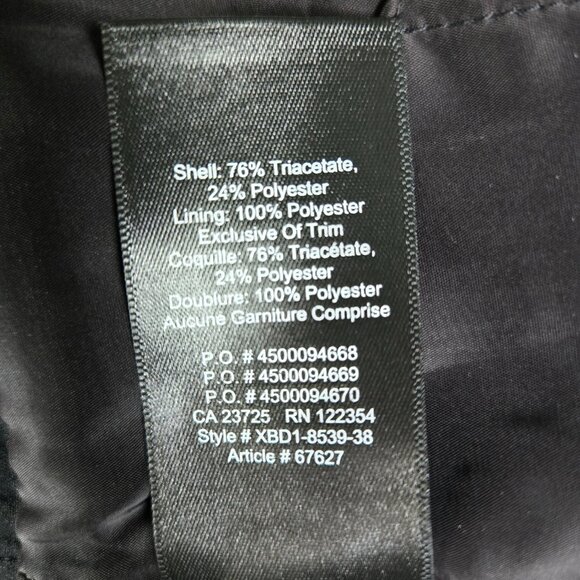 Shell: 76% Triacetate,
24% Polyester
Lining: 100% Polyester
Exclusive Of Trim
Coquille: 76% Triacétate,
24% Polyester
Doublure: 100% Polyester
Aucune Garniture Comprise
P.O. # 4500094668
P.O. # 4500094669
P.O. # 4500094670
CA 23725 RN 122354
Style # XBD1-8539-38
Article # 67627